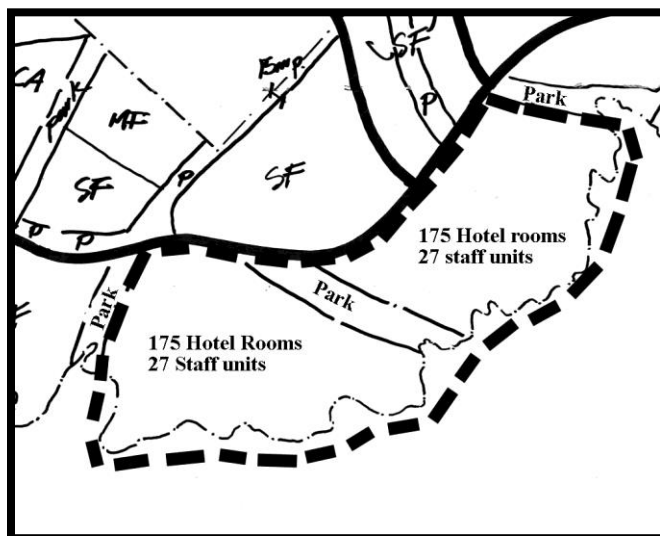 SF
CA
Park
15m P.
MF
P
Park
SF
SF
P
P
P
175 Hotel rooms
27 staff units
Park
Park
175 Hotel Rooms
27 Staff units